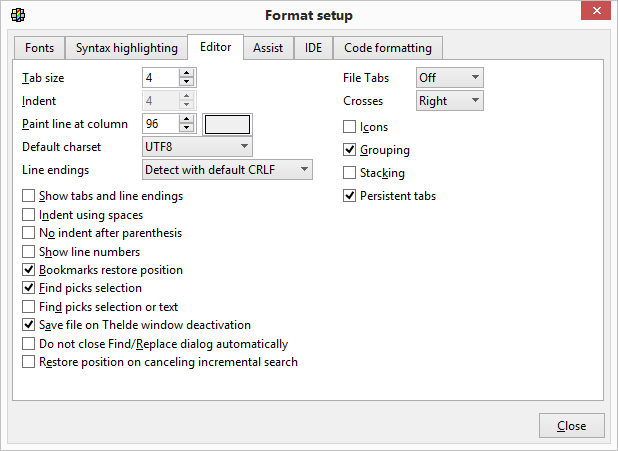 Format setup
Fonts Syntax highlighting Editor Assist IDE Code formatting
Tab size 4 File Tabs Off
Indent 4 Crosses Right
Paint line at column 96
Icons
Default charset UTF8 Grouping
Line endings Detect with default CRLF Stacking
Show tabs and line endings Persistent tabs
Indent using spaces
No indent after parenthesis
Show line numbers
Bookmarks restore position
Find picks selection
Find picks selection or text
Save file on TheIde window deactivation
Do not close Find/Replace dialog automatically
Restore position on canceling incremental search
Close